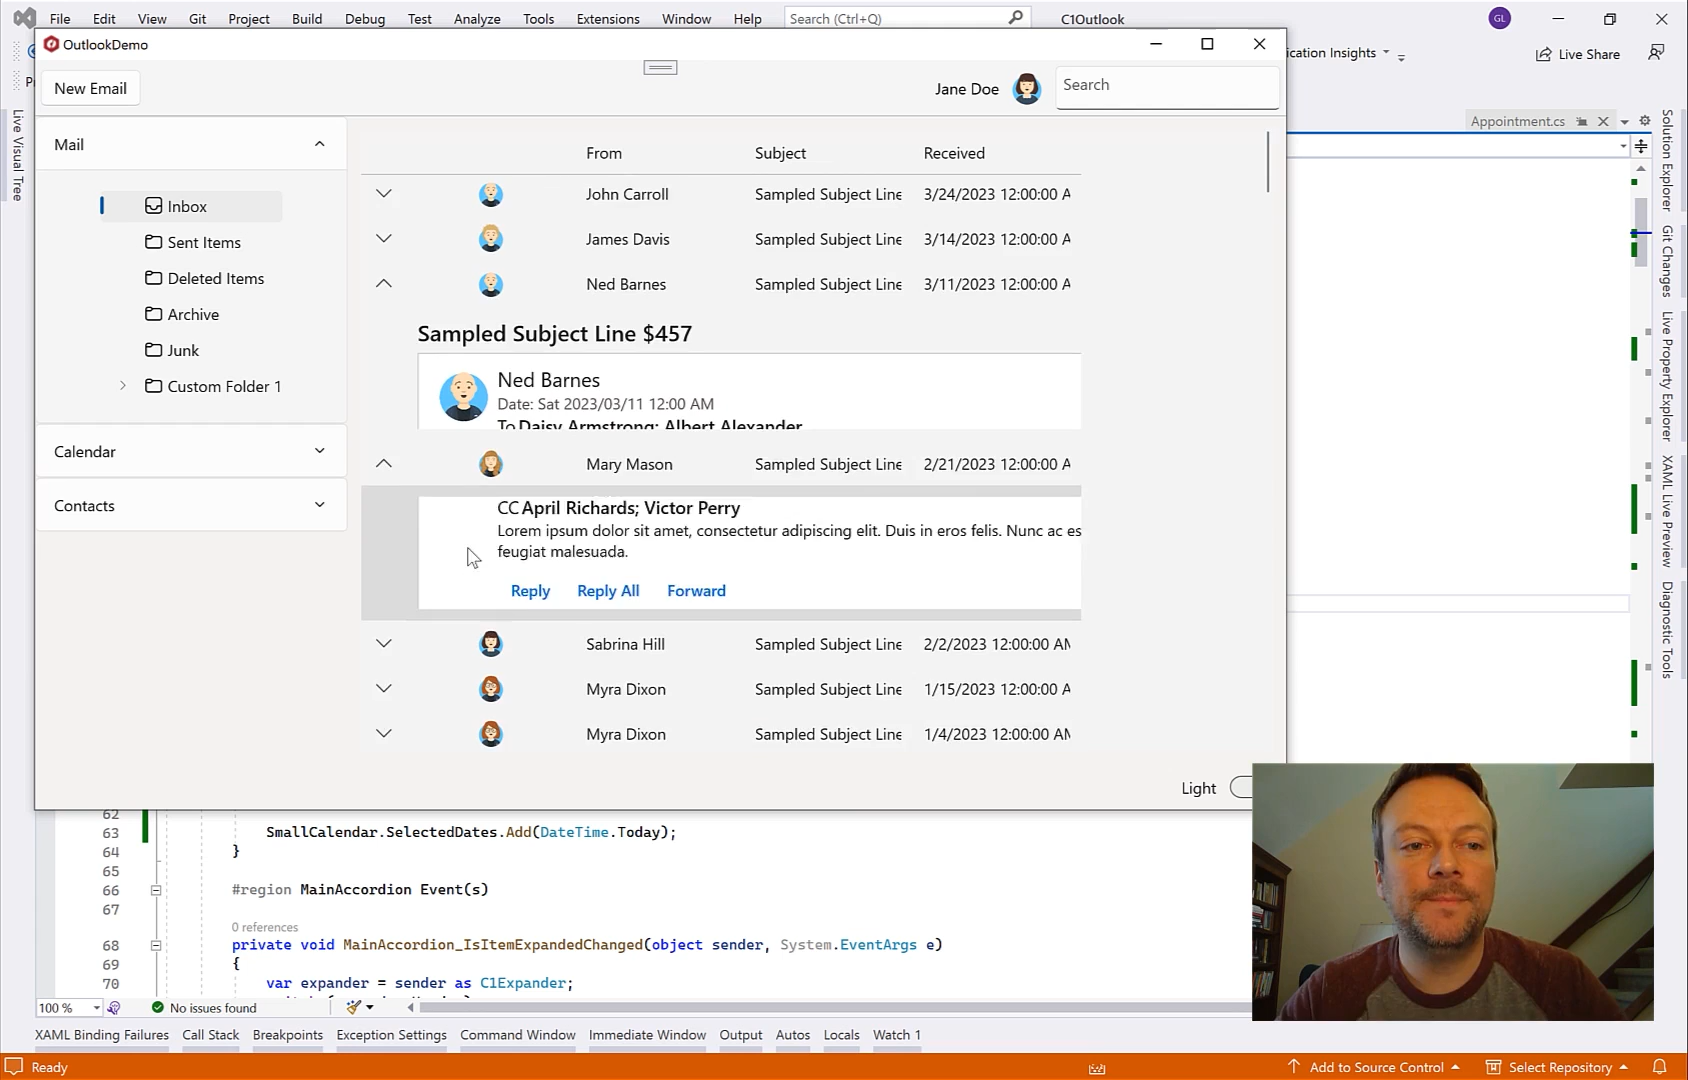 File Edit View Git Project Build Debug Test Analyze Tools Extensions Window Help Search (Ctrl+Q) C1Outlook GL
OutlookDemo
ication Insights
Live Share
New Email
Jane Doe
Search
Appointment.cs
Live Visual Tree
Mail
Inbox
Sent Items
Deleted Items
Archive
Junk
Custom Folder 1
Calendar
Contacts
From Subject Received
John Carroll Sampled Subject Line 3/24/2023 12:00:00 A
James Davis Sampled Subject Line 3/14/2023 12:00:00 A
Ned Barnes Sampled Subject Line 3/11/2023 12:00:00 A
Sampled Subject Line $457
Ned Barnes
Date: Sat 2023/03/11 12:00 AM
To Daisy Armstrong; Albert Alexander
Mary Mason Sampled Subject Line 2/21/2023 12:00:00 A
CC April Richards; Victor Perry
Lorem ipsum dolor sit amet, consectetur adipiscing elit. Duis in eros felis. Nunc ac es
feugiat malesuada.
Reply Reply All Forward
Sabrina Hill Sampled Subject Line 2/2/2023 12:00:00 AM
Myra Dixon Sampled Subject Line 1/15/2023 12:00:00 A
Myra Dixon Sampled Subject Line 1/4/2023 12:00:00 AM
Light
Solution Explorer
Git Changes
Live Property Explorer
XAML Live Preview
Diagnostic Tools
62
63 SmallCalendar.SelectedDates.Add(DateTime.Today);
64 }
65
66 #region MainAccordion Event(s)
67
0 references
68 private void MainAccordion_IsItemExpandedChanged(object sender, System.EventArgs e)
69 {
70 var expander = sender as C1Expander;
100 % No issues found
XAML Binding Failures Call Stack Breakpoints Exception Settings Command Window Immediate Window Output Autos Locals Watch 1
Ready Add to Source Control Select Repository